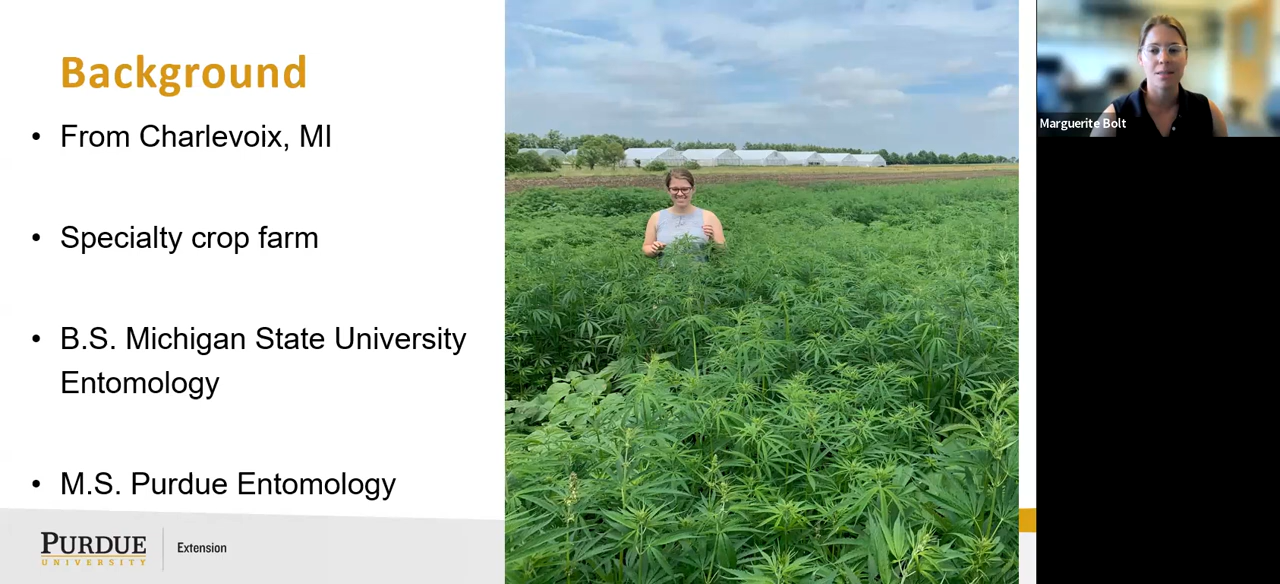 Background
• From Charlevoix, MI
• Specialty crop farm
• B.S. Michigan State University
Entomology
• M.S. Purdue Entomology
PURDUE
UNIVERSITY
Extension
Marguerite Bolt